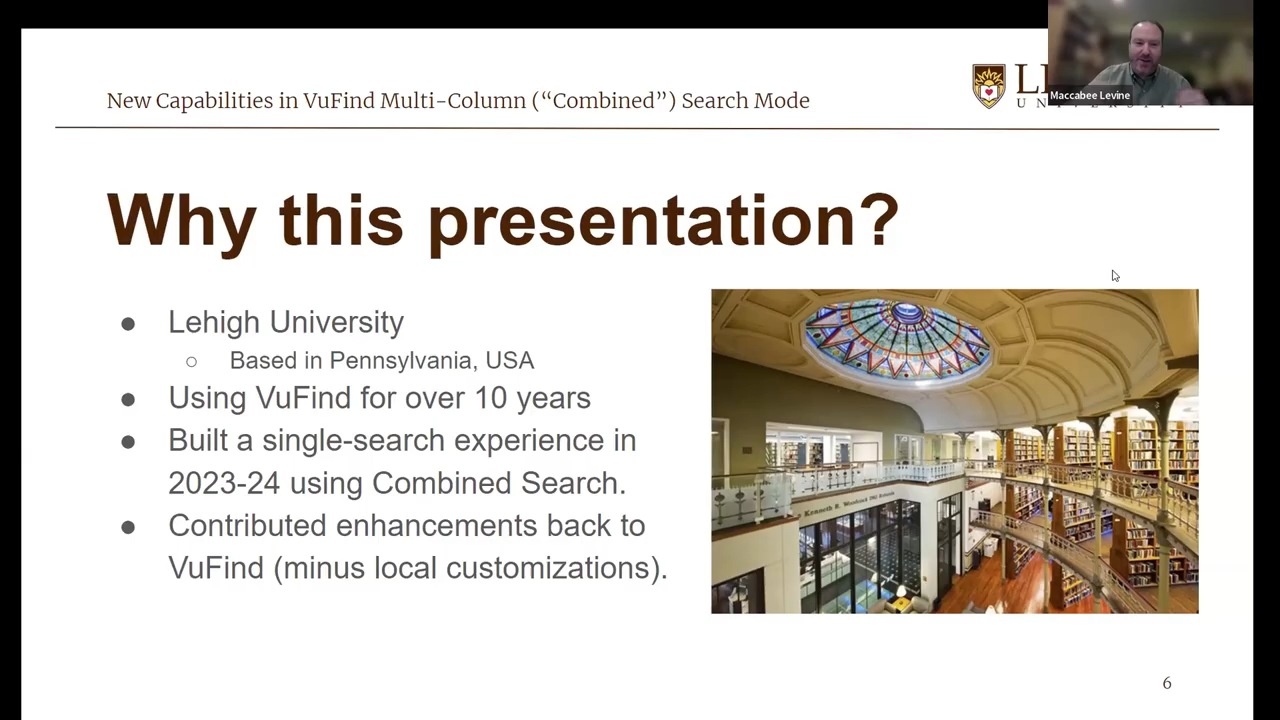 New Capabilities in VuFind Multi-Column (“Combined”) Search Mode
Maccabee Levine
Why this presentation?
● Lehigh University
○ Based in Pennsylvania, USA
● Using VuFind for over 10 years
● Built a single-search experience in
2023-24 using Combined Search.
● Contributed enhancements back to
VuFind (minus local customizations).
6